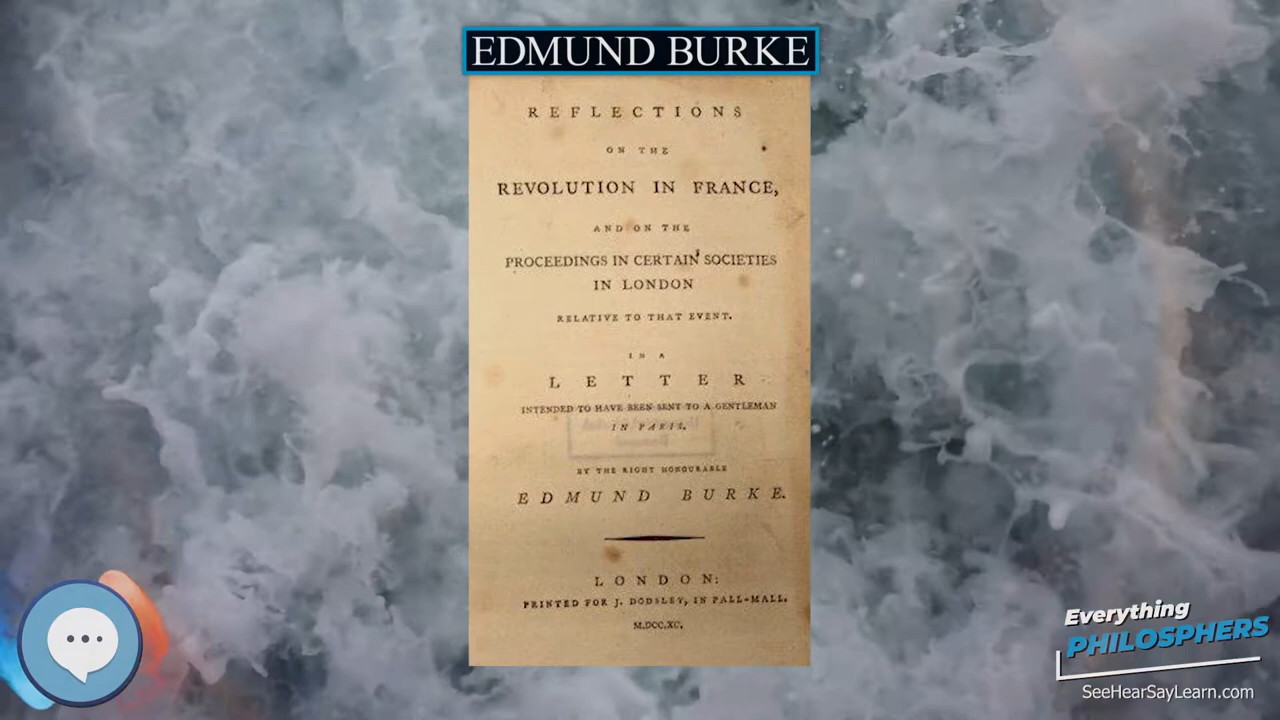 EDMUND BURKE
REFLECTIONS
ON THE
REVOLUTION IN FRANCE,
AND ON THE
PROCEEDINGS IN CERTAIN SOCIETIES
IN LONDON
RELATIVE TO THAT EVENT.
IN A
LETTER
INTENDED TO HAVE BEEN SENT TO A GENTLEMAN
IN PARIS.
BY THE RIGHT HONOURABLE
EDMUND BURKE.
LONDON:
PRINTED FOR J. DODSLEY, IN PALL-MALL.
M.DCC.XC.
Everything
PHILOSPHERS
SeeHearSayLearn.com